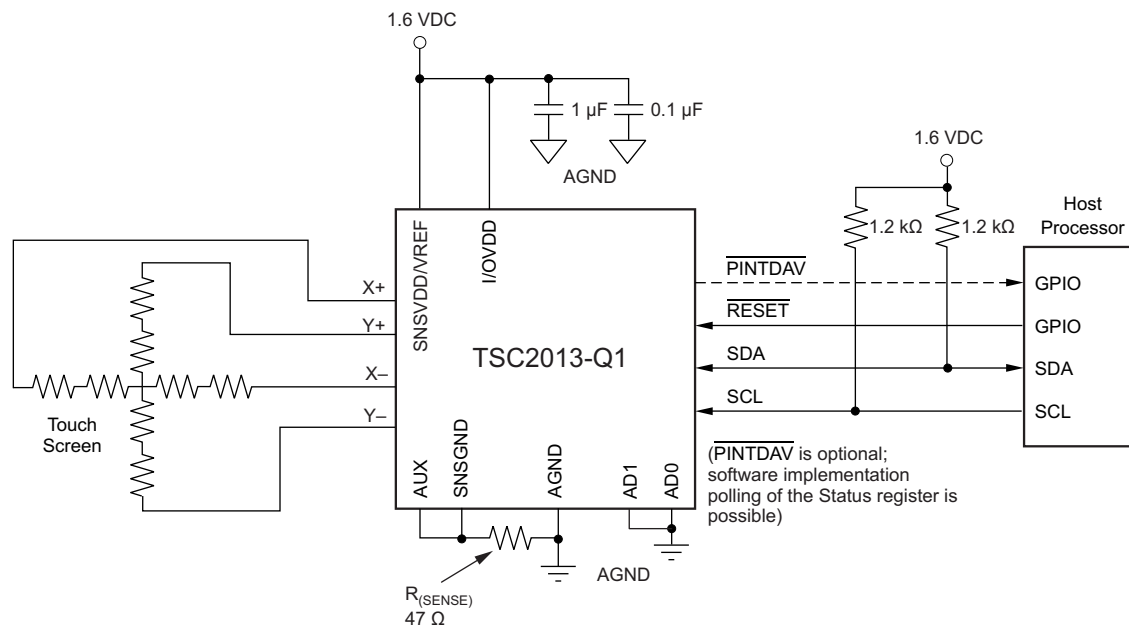 1.6 VDC
1 µF
0.1 µF
AGND
1.6 VDC
1.2 kΩ
1.2 kΩ
Host
Processor
SNSVDD/VREF
I/OVDD
X+
Y+
X–
Y–
Touch
Screen
TSC2013-Q1
PINTDAV
RESET
SDA
SCL
GPIO
GPIO
SDA
SCL
(PINTDAV is optional;
software implementation
polling of the Status register is
possible)
AUX
SNSGND
AGND
AD1
AD0
AGND
R(SENSE)
47 Ω